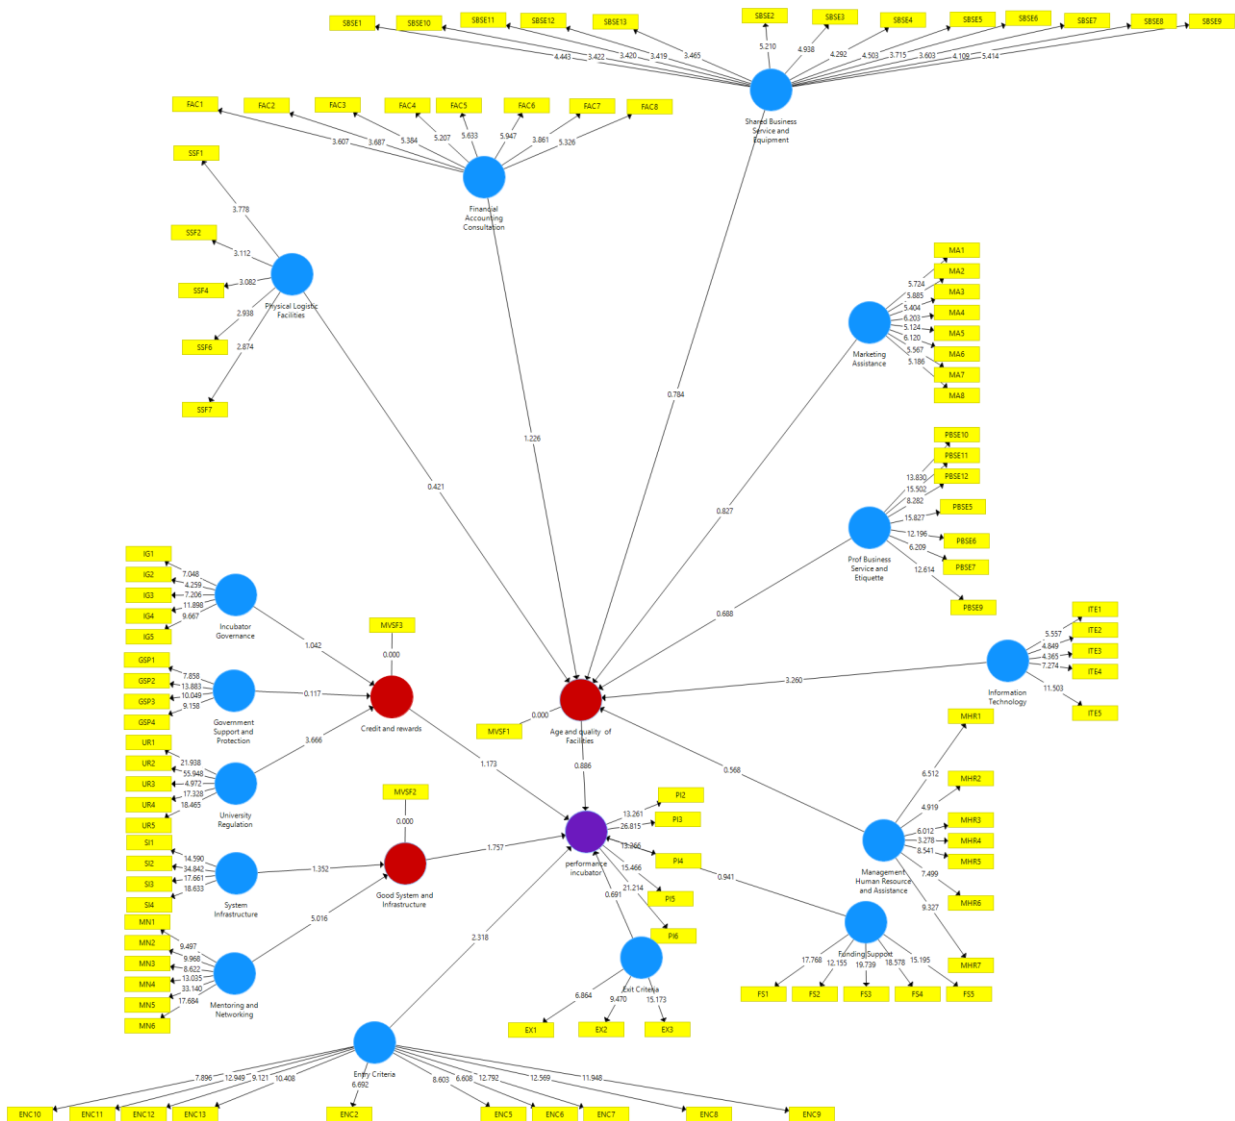 SBSE1
SBSE10
SBSE11
SBSE12
SBSE13
SBSE2
SBSE3
SBSE4
SBSE5
SBSE6
SBSE7
SBSE8
SBSE9
4.443
3.422
3.420
3.419
3.465
5.210
4.938
4.292
4.503
3.715
3.603
4.109
5.414
Shared Business
Service and
Equipment
FAC1
FAC2
FAC3
FAC4
FAC5
FAC6
FAC7
FAC8
3.607
3.687
5.384
5.207
5.633
5.947
3.861
5.326
Financial
Accounting
Consultation
SSF1
SSF2
SSF4
SSF6
SSF7
3.778
3.112
3.082
2.938
2.874
Physical Logistic
Facilities
MA1
MA2
MA3
MA4
MA5
MA6
MA7
MA8
5.724
5.885
5.404
6.203
5.124
6.120
5.567
5.186
Marketing
Assistance
0.784
1.226
0.421
0.827
PBSE10
PBSE11
PBSE12
PBSE5
PBSE6
PBSE7
PBSE9
13.830
15.502
8.282
15.827
12.196
6.209
12.614
Prof Business
Service and
Etiquette
0.688
IG1
IG2
IG3
IG4
IG5
7.048
4.259
7.206
11.898
9.667
Incubator
Governance
1.042
MVSF3
0.000
ITE1
ITE2
ITE3
ITE4
ITE5
5.557
4.849
4.365
7.274
11.503
Information
Technology
3.260
GSP1
GSP2
GSP3
GSP4
7.858
13.883
10.049
9.158
Government
Support and
Protection
0.117
Credit and rewards
MVSF1
0.000
Age and quality of
Facilities
UR1
UR2
UR3
UR4
UR5
21.938
55.948
4.972
17.328
18.465
University
Regulation
3.666
1.173
0.886
0.568
MHR1
MHR2
MHR3
MHR4
MHR5
MHR6
MHR7
6.512
4.919
6.012
3.278
8.541
7.499
9.327
Management
Human Resource
and Assistance
MVSF2
0.000
SI1
SI2
SI3
SI4
14.590
34.842
17.661
18.633
System
Infrastructure
1.352
Good System and
Infrastructure
1.757
performance
incubator
PI2
PI3
PI4
PI5
PI6
13.261
26.815
13.266
15.466
21.214
0.941
0.691
MN1
MN2
MN3
MN4
MN5
MN6
9.497
9.968
8.622
13.035
33.140
17.684
Mentoring and
Networking
5.016
2.318
Funding Support
17.768
12.155
19.739
18.578
15.195
FS1
FS2
FS3
FS4
FS5
Exit Criteria
6.864
9.470
15.173
EX1
EX2
EX3
Entry Criteria
7.896
12.949
9.121
10.408
6.692
8.603
6.608
12.792
12.569
11.948
ENC10
ENC11
ENC12
ENC13
ENC2
ENC5
ENC6
ENC7
ENC8
ENC9